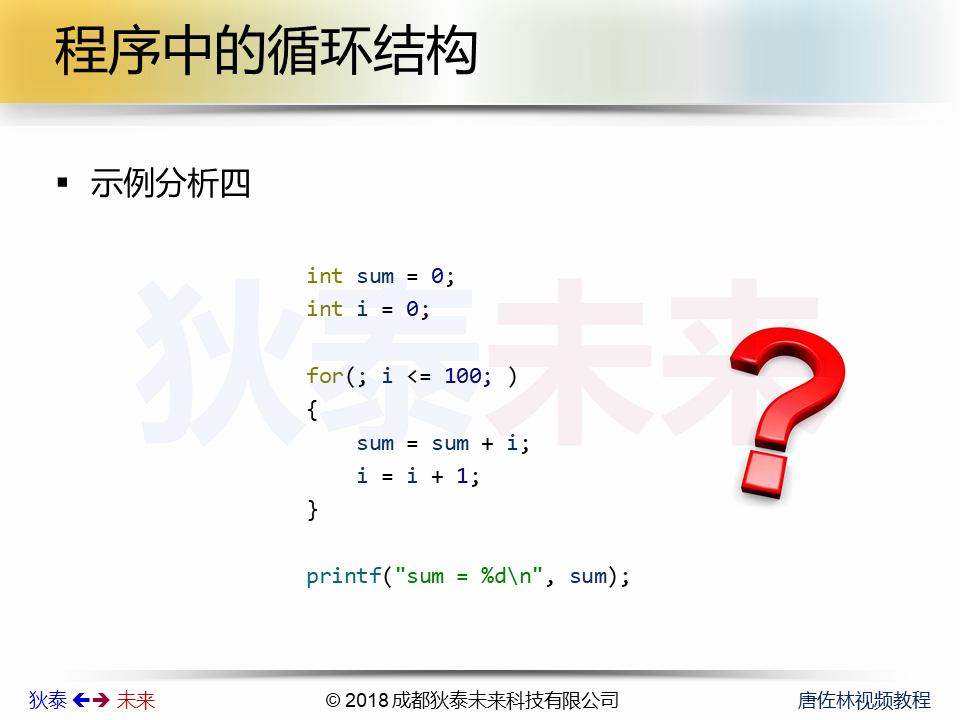 程序中的循环结构
▪ 示例分析四
狄泰未来
int sum = 0;
int i = 0;
for(; i <= 100; )
{
    sum = sum + i;
    i = i + 1;
}
printf("sum = %d\n", sum);
?
狄泰 ←→ 未来
© 2018 成都狄泰未来科技有限公司
唐佐林视频教程